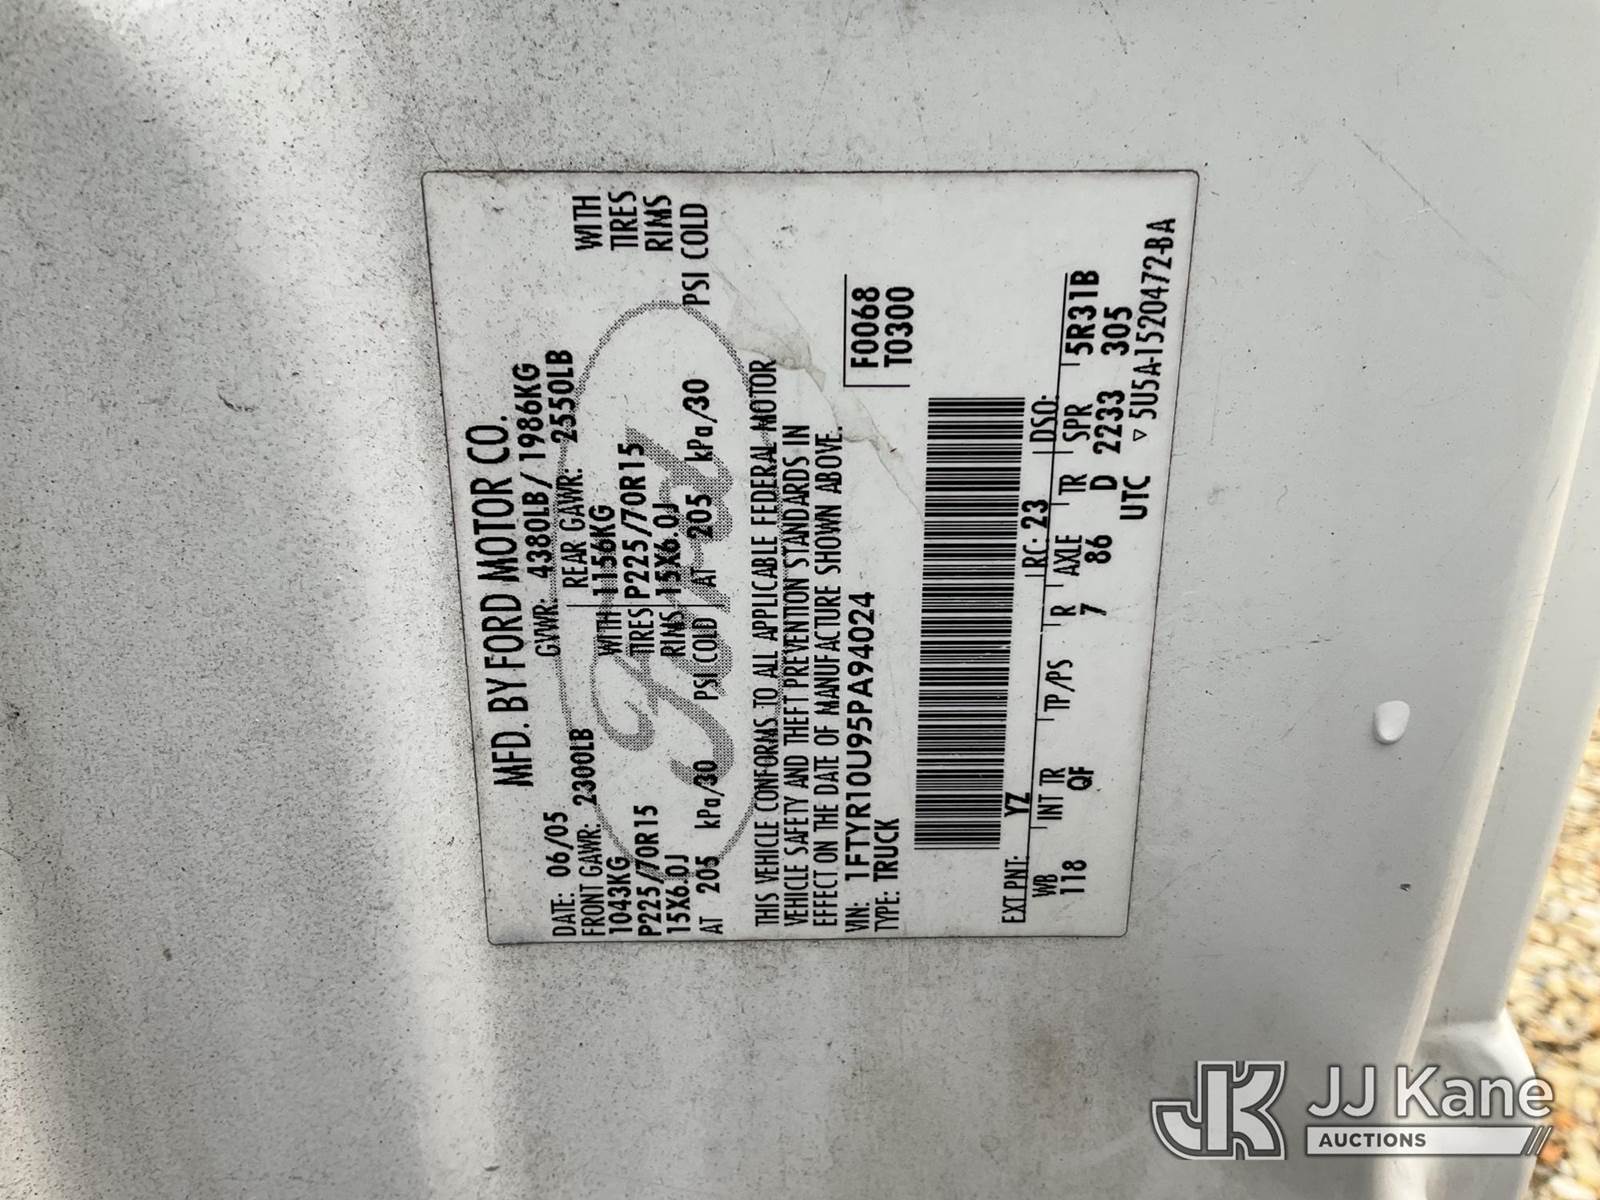 MFD. BY FORD MOTOR CO.
DATE: 06/05 GVWR: 4380LB/ 1986KG
FRONT GAWR: 2300LB REAR GAWR: 2550LB
1043KG WITH 1156KG WITH
P225/70R15 TIRES P225/70R15 TIRES
15X6.0J RIMS 15X6.0J RIMS
AT 205 kPa/30 PSI COLD AT 205 kPa/30 PSI COLD
Ford
THIS VEHICLE CONFORMS TO ALL APPLICABLE FEDERAL MOTOR
VEHICLE SAFETY AND THEFT PREVENTION STANDARDS IN
EFFECT ON THE DATE OF MANUFACTURE SHOWN ABOVE.
VIN: 1FTYR10U95PA94024 F0068
TYPE: TRUCK T0300
EXT PNT: YZ RC: 23 DSO:
WB INT TR TP/PS R AXLE TR SPR 5R31B
118 QF 7 86 D 2233 305
UTC ▿ 5U5A-1520472-BA
JK JJ Kane
AUCTIONS